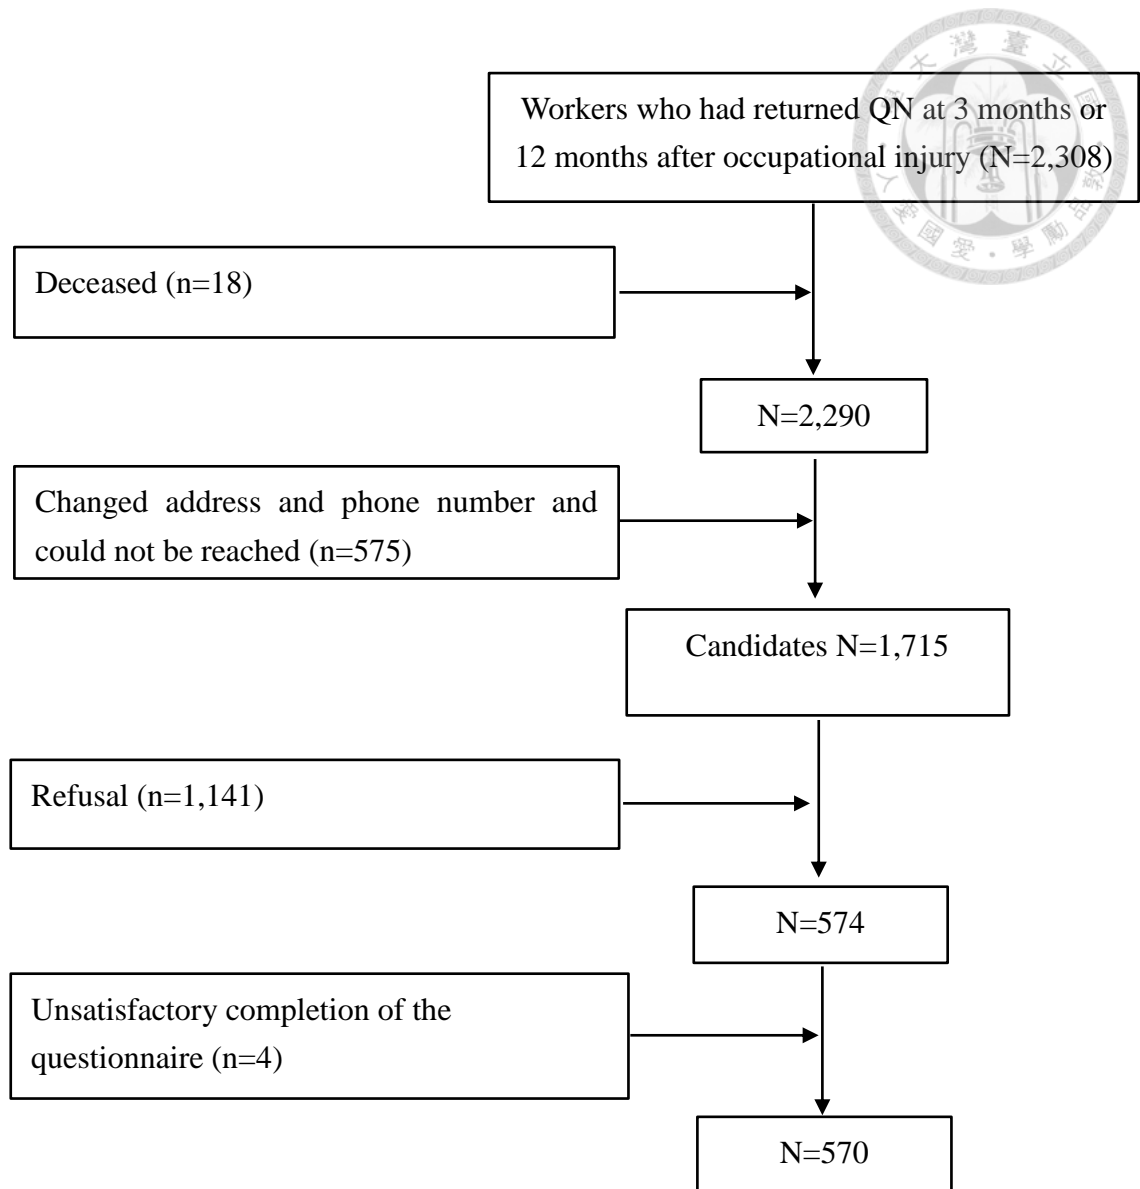 Workers who had returned QN at 3 months or
12 months after occupational injury (N=2,308)
Deceased (n=18)
N=2,290
Changed address and phone number and
could not be reached (n=575)
Candidates N=1,715
Refusal (n=1,141)
N=574
Unsatisfactory completion of the
questionnaire (n=4)
N=570